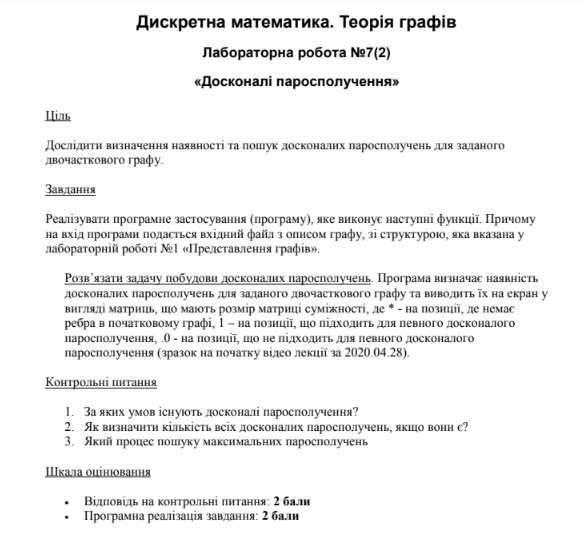 Дискретна математика. Теорія графів
Лабораторна робота №7(2)
«Досконалі паросполучення»
Ціль
Дослідити визначення наявності та пошук досконалих паросполучень для заданого
двочасткового графу.
Завдання
Реалізувати програмне застосування (програму), яке виконує наступні функції. Причому
на вхід програми подається вхідний файл з описом графу, зі структурою, яка вказана у
лабораторній роботі №1 «Представлення графів».
Розв’язати задачу побудови досконалих паросполучень. Програма визначає наявність
досконалих паросполучень для заданого двочасткового графу та виводить їх на екран у
вигляді матриць, що мають розмір матриці суміжності, де * - на позиції, де немає
ребра в початковому графі, 1 – на позиції, що підходить для певного досконалого
паросполучення, .0 - на позиції, що не підходить для певного досконалого
паросполучення (зразок на початку відео лекції за 2020.04.28).
Контрольні питання
1. За яких умов існують досконалі паросполучення?
2. Як визначити кількість всіх досконалих паросполучень, якщо вони є?
3. Який процес пошуку максимальних паросполучень
Шкала оцінювання
• Відповідь на контрольні питання: 2 бали
• Програмна реалізація завдання: 2 бали